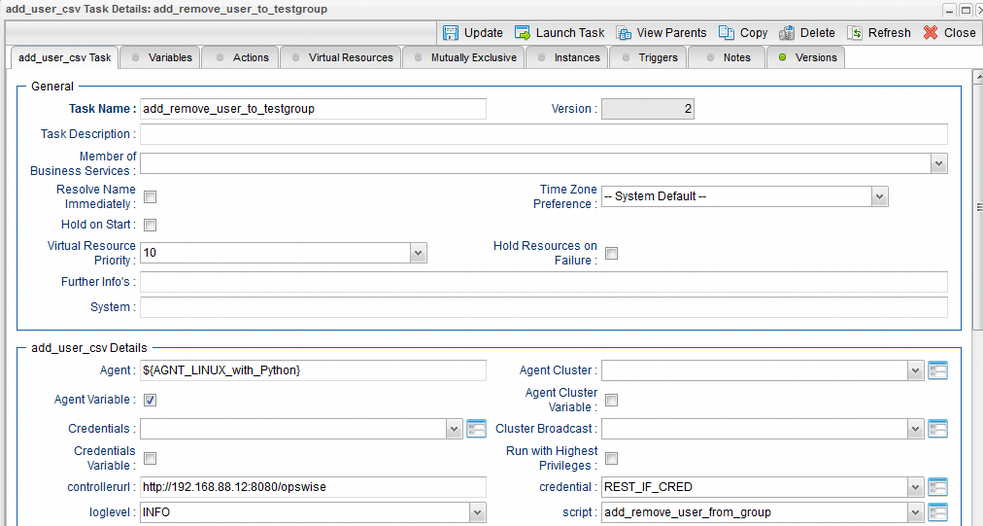 add_user_csv Task Details: add_remove_user_to_testgroup
Update Launch Task View Parents Copy Delete Refresh Close
add_user_csv Task Variables Actions Virtual Resources Mutually Exclusive Instances Triggers Notes Versions
General
Task Name : add_remove_user_to_testgroup Version : 2
Task Description :
Member of
Business Services :
Resolve Name
Immediately :
Time Zone
Preference : -- System Default --
Hold on Start :
Virtual Resource
Priority : 10
Hold Resources on
Failure :
Further Info's :
System :
add_user_csv Details
Agent : ${AGNT_LINUX_with_Python} Agent Cluster :
Agent Variable :
Agent Cluster
Variable :
Credentials : Cluster Broadcast :
Credentials
Variable :
Run with Highest
Privileges :
controllerurl : http://192.168.88.12:8080/opswise credential : REST_IF_CRED
loglevel : INFO script : add_remove_user_from_group